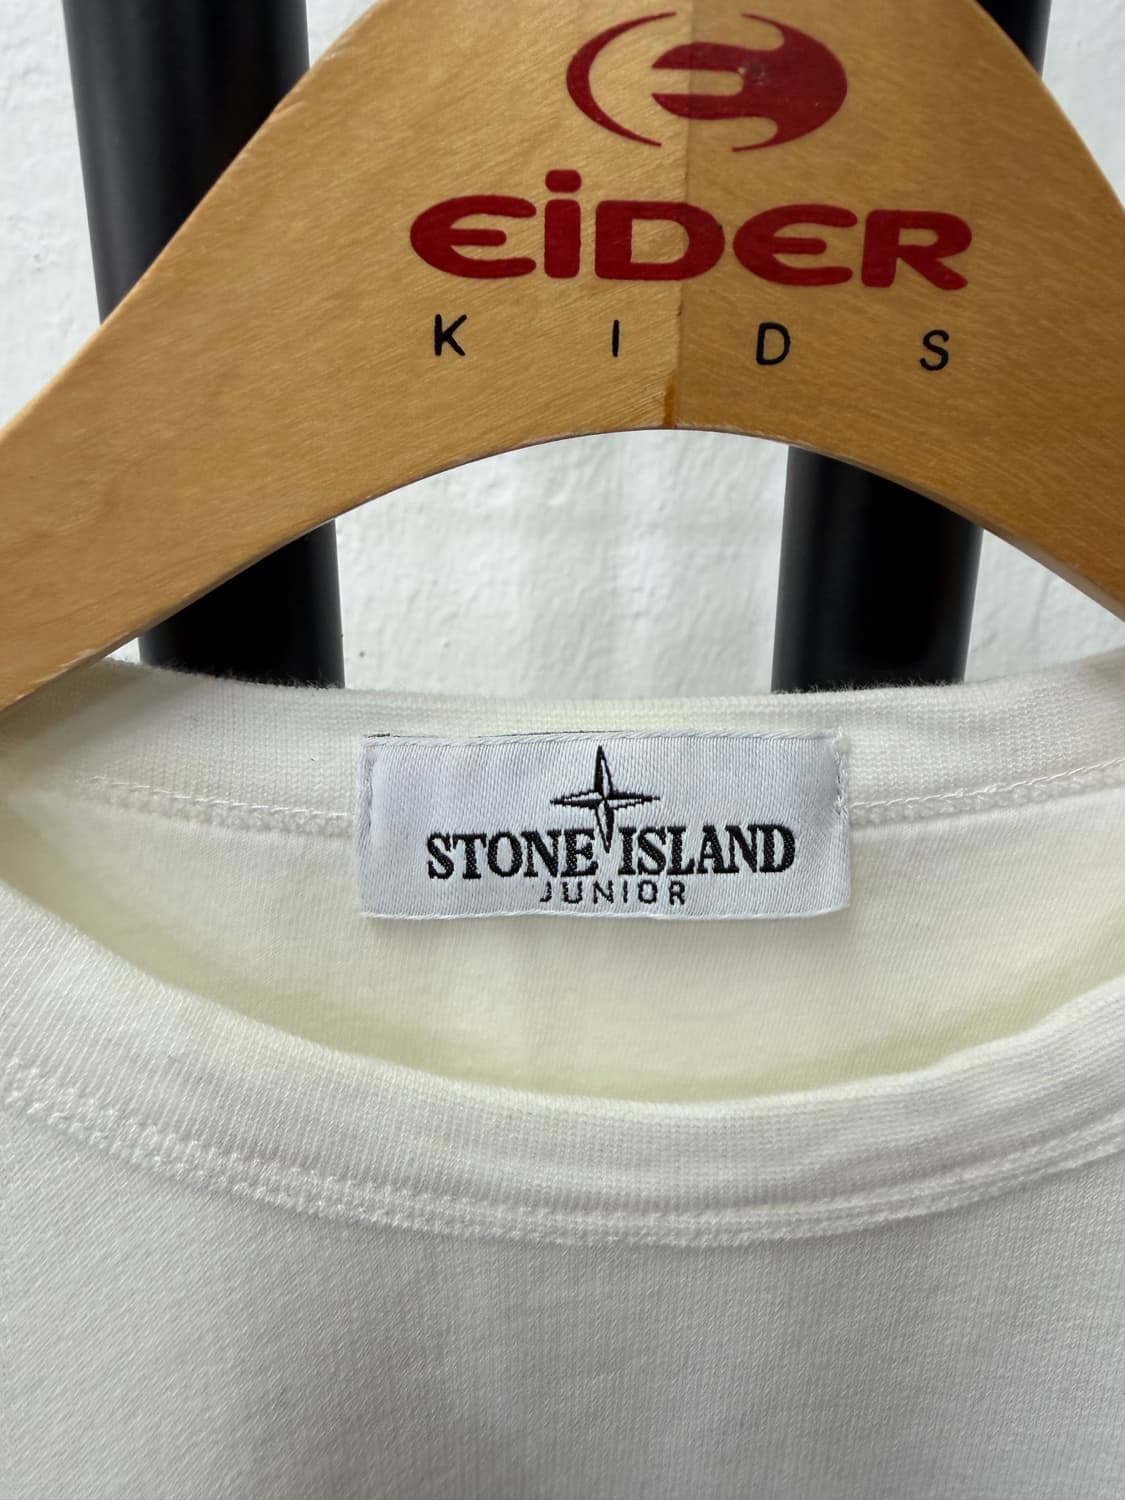 EiDER
KIDS
STONE ISLAND
JUNIOR